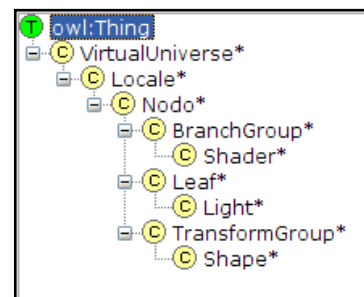 T owl:Thing
C VirtualUniverse*
C Locale*
C Nodo*
C BranchGroup*
C Shader*
C Leaf*
C Light*
C TransformGroup*
C Shape*